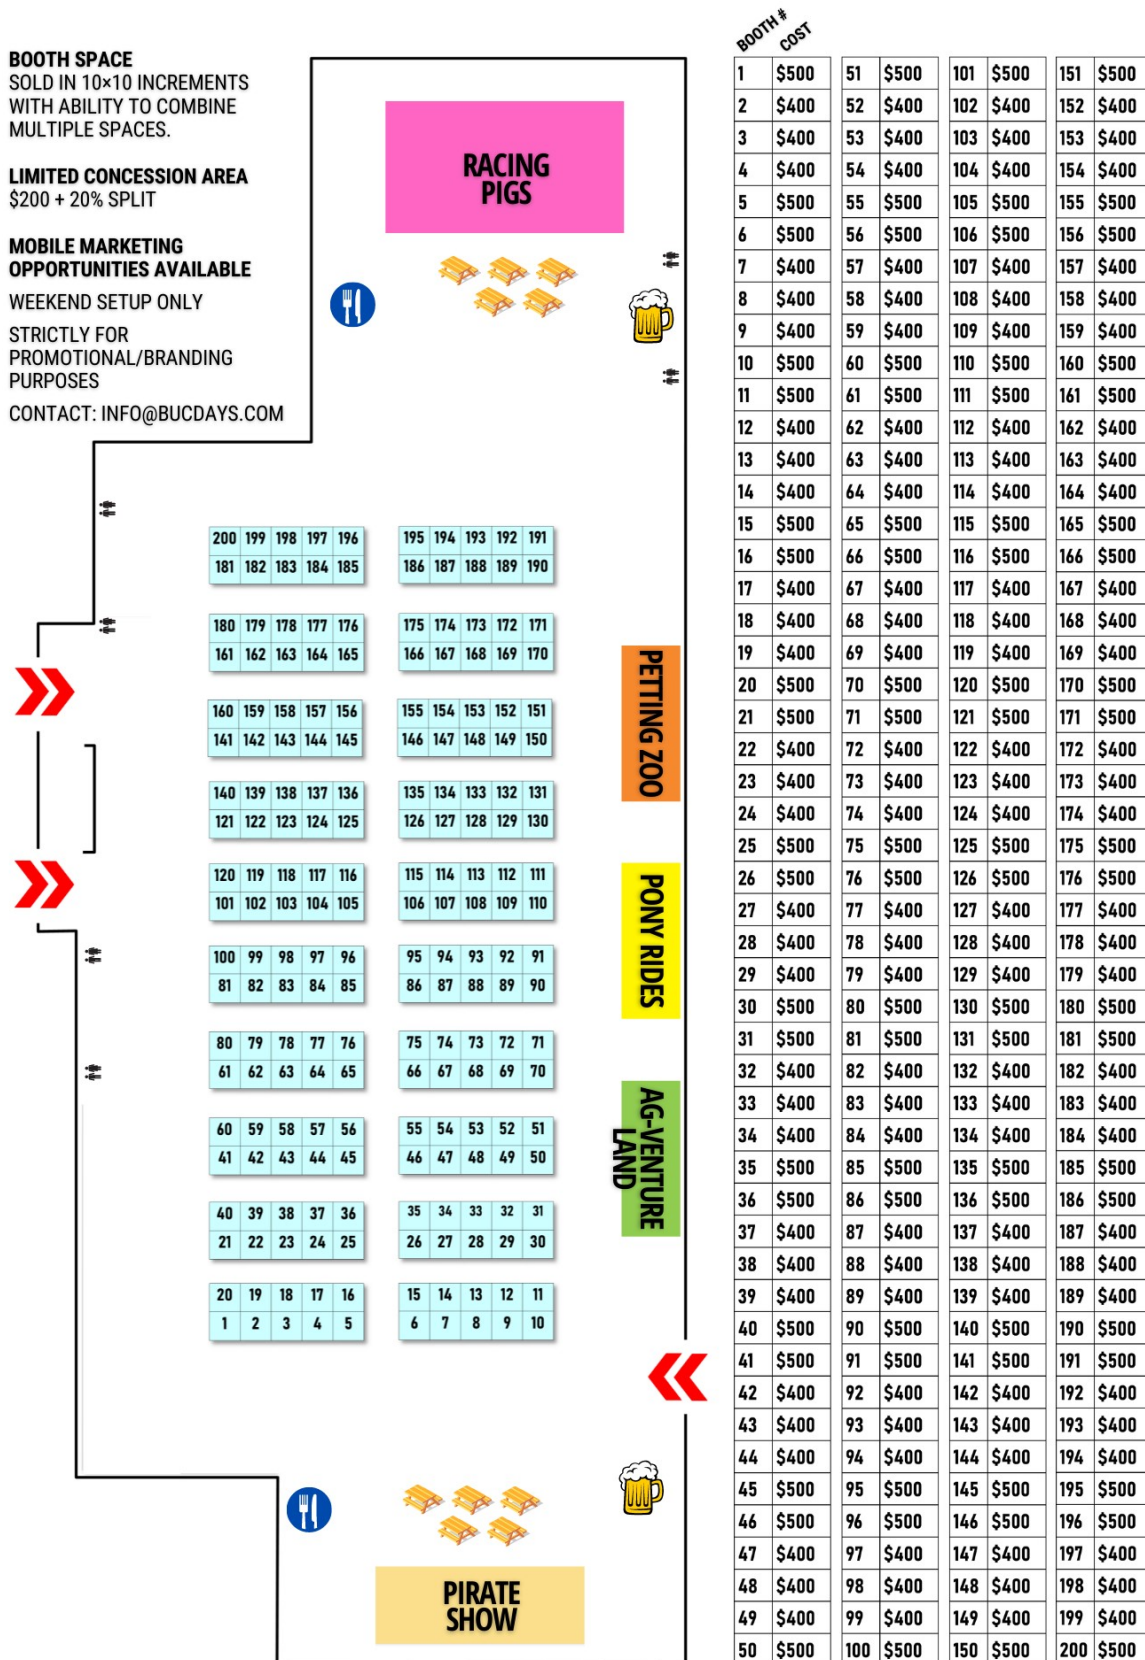 BOOTH SPACE
SOLD IN 10×10 INCREMENTS
WITH ABILITY TO COMBINE
MULTIPLE SPACES.
LIMITED CONCESSION AREA
$200 + 20% SPLIT
MOBILE MARKETING
OPPORTUNITIES AVAILABLE
WEEKEND SETUP ONLY
STRICTLY FOR
PROMOTIONAL/BRANDING
PURPOSES
CONTACT: INFO@BUCDAYS.COM
RACING
PIGS
200 199 198 197 196 195 194 193 192 191
181 182 183 184 185 186 187 188 189 190
180 179 178 177 176 175 174 173 172 171
161 162 163 164 165 166 167 168 169 170
160 159 158 157 156 155 154 153 152 151
141 142 143 144 145 146 147 148 149 150
140 139 138 137 136 135 134 133 132 131
121 122 123 124 125 126 127 128 129 130
120 119 118 117 116 115 114 113 112 111
101 102 103 104 105 106 107 108 109 110
100 99 98 97 96 95 94 93 92 91
81 82 83 84 85 86 87 88 89 90
80 79 78 77 76 75 74 73 72 71
61 62 63 64 65 66 67 68 69 70
60 59 58 57 56 55 54 53 52 51
41 42 43 44 45 46 47 48 49 50
40 39 38 37 36 35 34 33 32 31
21 22 23 24 25 26 27 28 29 30
20 19 18 17 16 15 14 13 12 11
1 2 3 4 5 6 7 8 9 10
PETTING ZOO
PONY RIDES
AG-VENTURE
LAND
PIRATE
SHOW
BOOTH # COST
1 $500 51 $500 101 $500 151 $500
2 $400 52 $400 102 $400 152 $400
3 $400 53 $400 103 $400 153 $400
4 $400 54 $400 104 $400 154 $400
5 $500 55 $500 105 $500 155 $500
6 $500 56 $500 106 $500 156 $500
7 $400 57 $400 107 $400 157 $400
8 $400 58 $400 108 $400 158 $400
9 $400 59 $400 109 $400 159 $400
10 $500 60 $500 110 $500 160 $500
11 $500 61 $500 111 $500 161 $500
12 $400 62 $400 112 $400 162 $400
13 $400 63 $400 113 $400 163 $400
14 $400 64 $400 114 $400 164 $400
15 $500 65 $500 115 $500 165 $500
16 $500 66 $500 116 $500 166 $500
17 $400 67 $400 117 $400 167 $400
18 $400 68 $400 118 $400 168 $400
19 $400 69 $400 119 $400 169 $400
20 $500 70 $500 120 $500 170 $500
21 $500 71 $500 121 $500 171 $500
22 $400 72 $400 122 $400 172 $400
23 $400 73 $400 123 $400 173 $400
24 $400 74 $400 124 $400 174 $400
25 $500 75 $500 125 $500 175 $500
26 $500 76 $500 126 $500 176 $500
27 $400 77 $400 127 $400 177 $400
28 $400 78 $400 128 $400 178 $400
29 $400 79 $400 129 $400 179 $400
30 $500 80 $500 130 $500 180 $500
31 $500 81 $500 131 $500 181 $500
32 $400 82 $400 132 $400 182 $400
33 $400 83 $400 133 $400 183 $400
34 $400 84 $400 134 $400 184 $400
35 $500 85 $500 135 $500 185 $500
36 $500 86 $500 136 $500 186 $500
37 $400 87 $400 137 $400 187 $400
38 $400 88 $400 138 $400 188 $400
39 $400 89 $400 139 $400 189 $400
40 $500 90 $500 140 $500 190 $500
41 $500 91 $500 141 $500 191 $500
42 $400 92 $400 142 $400 192 $400
43 $400 93 $400 143 $400 193 $400
44 $400 94 $400 144 $400 194 $400
45 $500 95 $500 145 $500 195 $500
46 $500 96 $500 146 $500 196 $500
47 $400 97 $400 147 $400 197 $400
48 $400 98 $400 148 $400 198 $400
49 $400 99 $400 149 $400 199 $400
50 $500 100 $500 150 $500 200 $500